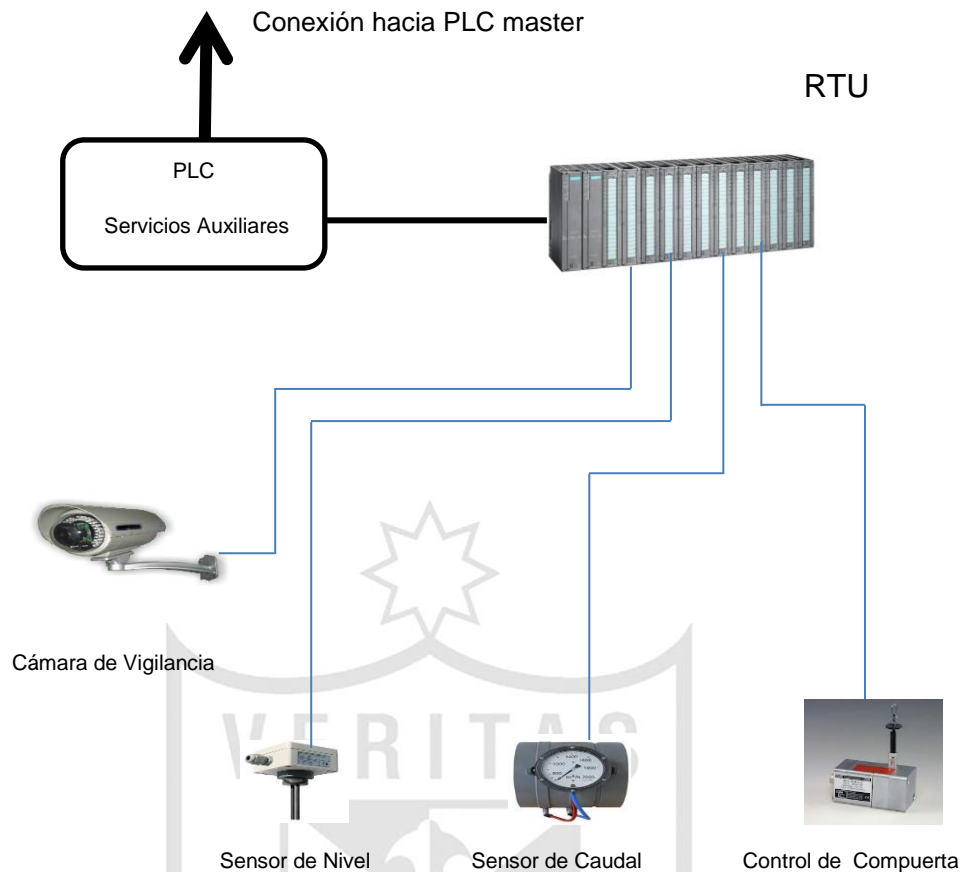 Conexión hacia PLC master
RTU
PLC
Servicios Auxiliares
Cámara de Vigilancia
VERITAS
Sensor de Nivel
Sensor de Caudal
Control de Compuerta